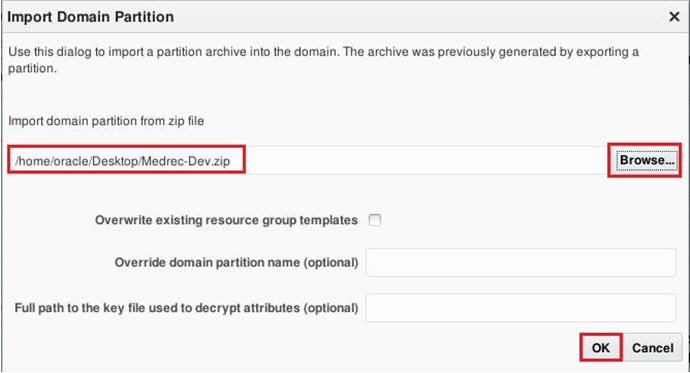 Import Domain Partition
Use this dialog to import a partition archive into the domain. The archive was previously generated by exporting a
partition.
Import domain partition from zip file
/home/oracle/Desktop/Medrec-Dev.zip Browse...
Overwrite existing resource group templates
Override domain partition name (optional)
Full path to the key file used to decrypt attributes (optional)
OK Cancel